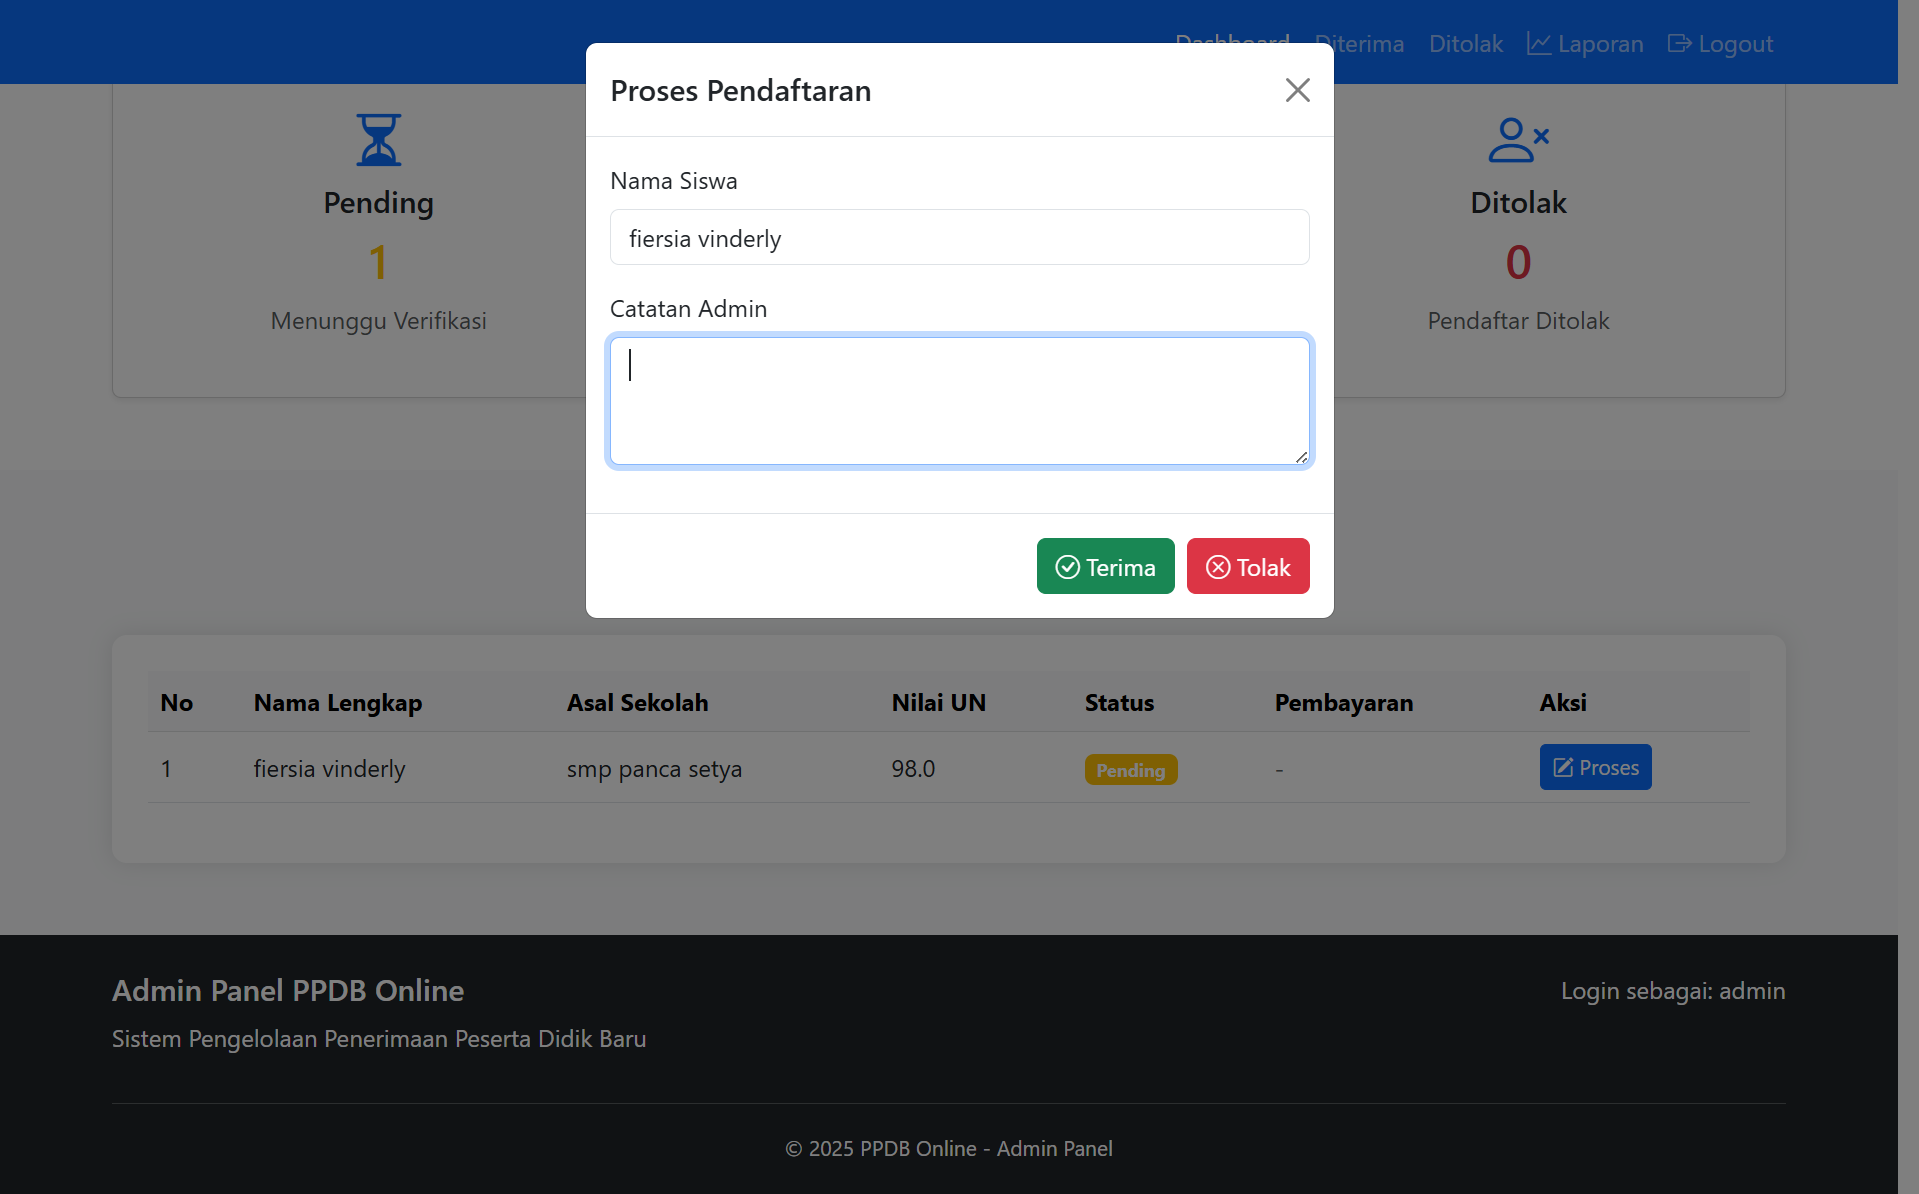 Dashboard Diterima Ditolak Laporan Logout
Proses Pendaftaran
Nama Siswa
fiersia vinderly
Catatan Admin
Terima Tolak
Pending
1
Menunggu Verifikasi
Ditolak
0
Pendaftar Ditolak
No Nama Lengkap Asal Sekolah Nilai UN Status Pembayaran Aksi
1 fiersia vinderly smp panca setya 98.0 Pending - Proses
Admin Panel PPDB Online
Login sebagai: admin
Sistem Pengelolaan Penerimaan Peserta Didik Baru
© 2025 PPDB Online - Admin Panel